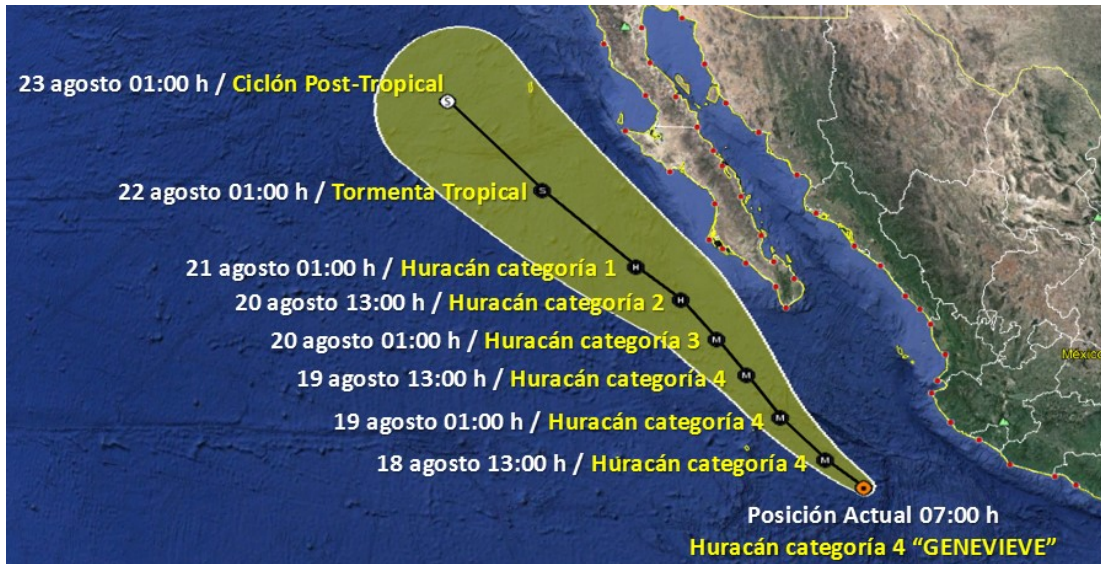 23 agosto 01:00 h / Ciclón Post-Tropical
S
22 agosto 01:00 h / Tormenta Tropical
S
21 agosto 01:00 h / Huracán categoría 1
H
20 agosto 13:00 h / Huracán categoría 2
H
20 agosto 01:00 h / Huracán categoría 3
M
México
19 agosto 13:00 h / Huracán categoría 4
M
19 agosto 01:00 h / Huracán categoría 4
M
18 agosto 13:00 h / Huracán categoría 4
M
Posición Actual 07:00 h
Huracán categoría 4 “GENEVIEVE”